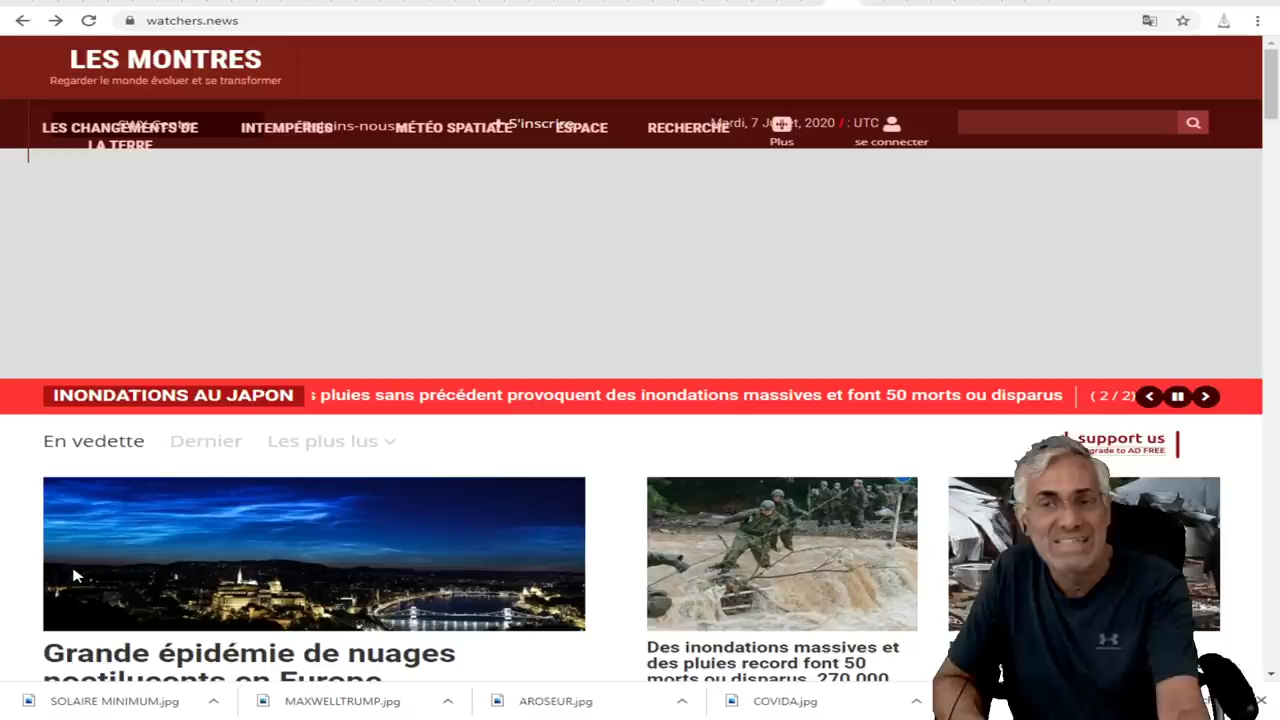 watchers.news
LES MONTRES
Regarder le monde évoluer et se transformer
LES CHANGEMENTS DE
LA TERRE
INTEMPÉRIES
MÉTÉO SPATIALE
S'inscrire
ESPACE
RECHERCHE
Mardi, 7 Juillet, 2020 / : UTC
Plus
se connecter
INONDATIONS AU JAPON
pluies sans précédent provoquent des inondations massives et font 50 morts ou disparus
( 2 / 2)
En vedette
Dernier
Les plus lus
support us
grade to AD FREE
Grande épidémie de nuages
noctilucents en Europe
Des inondations massives et
des pluies record font 50
morts ou disparus, 270 000
SOLAIRE MINIMUM.jpg
MAXWELLTRUMP.jpg
AROSEUR.jpg
COVIDA.jpg